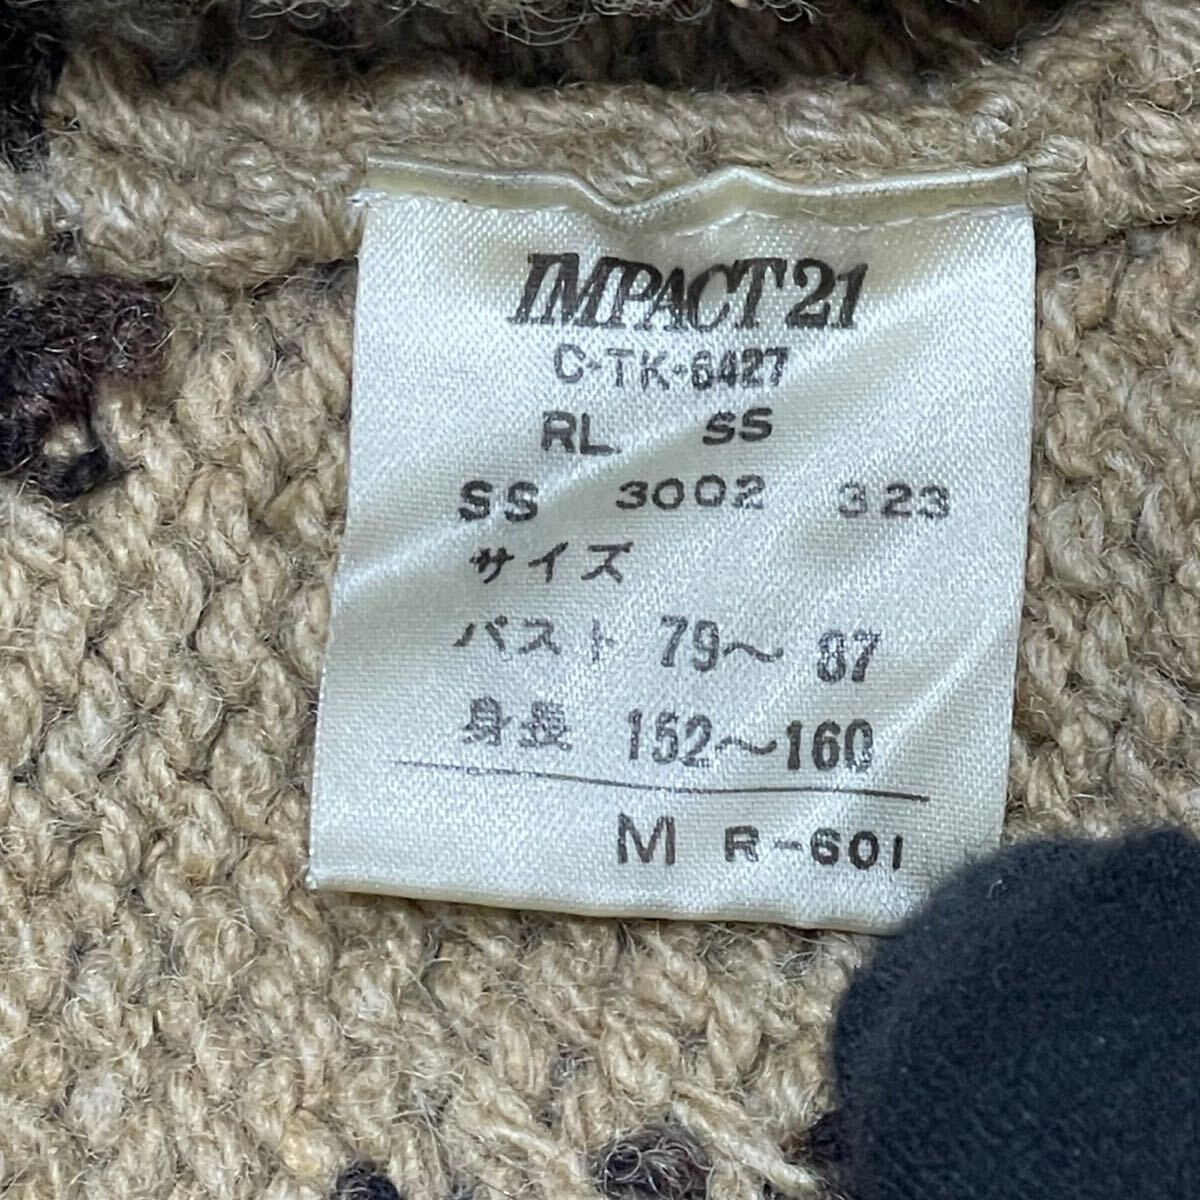 IMPACT 21
C-TK-6427
RL SS
SS 3002 323
サイズ
バスト 79〜 87
身長 152〜160
M R-601